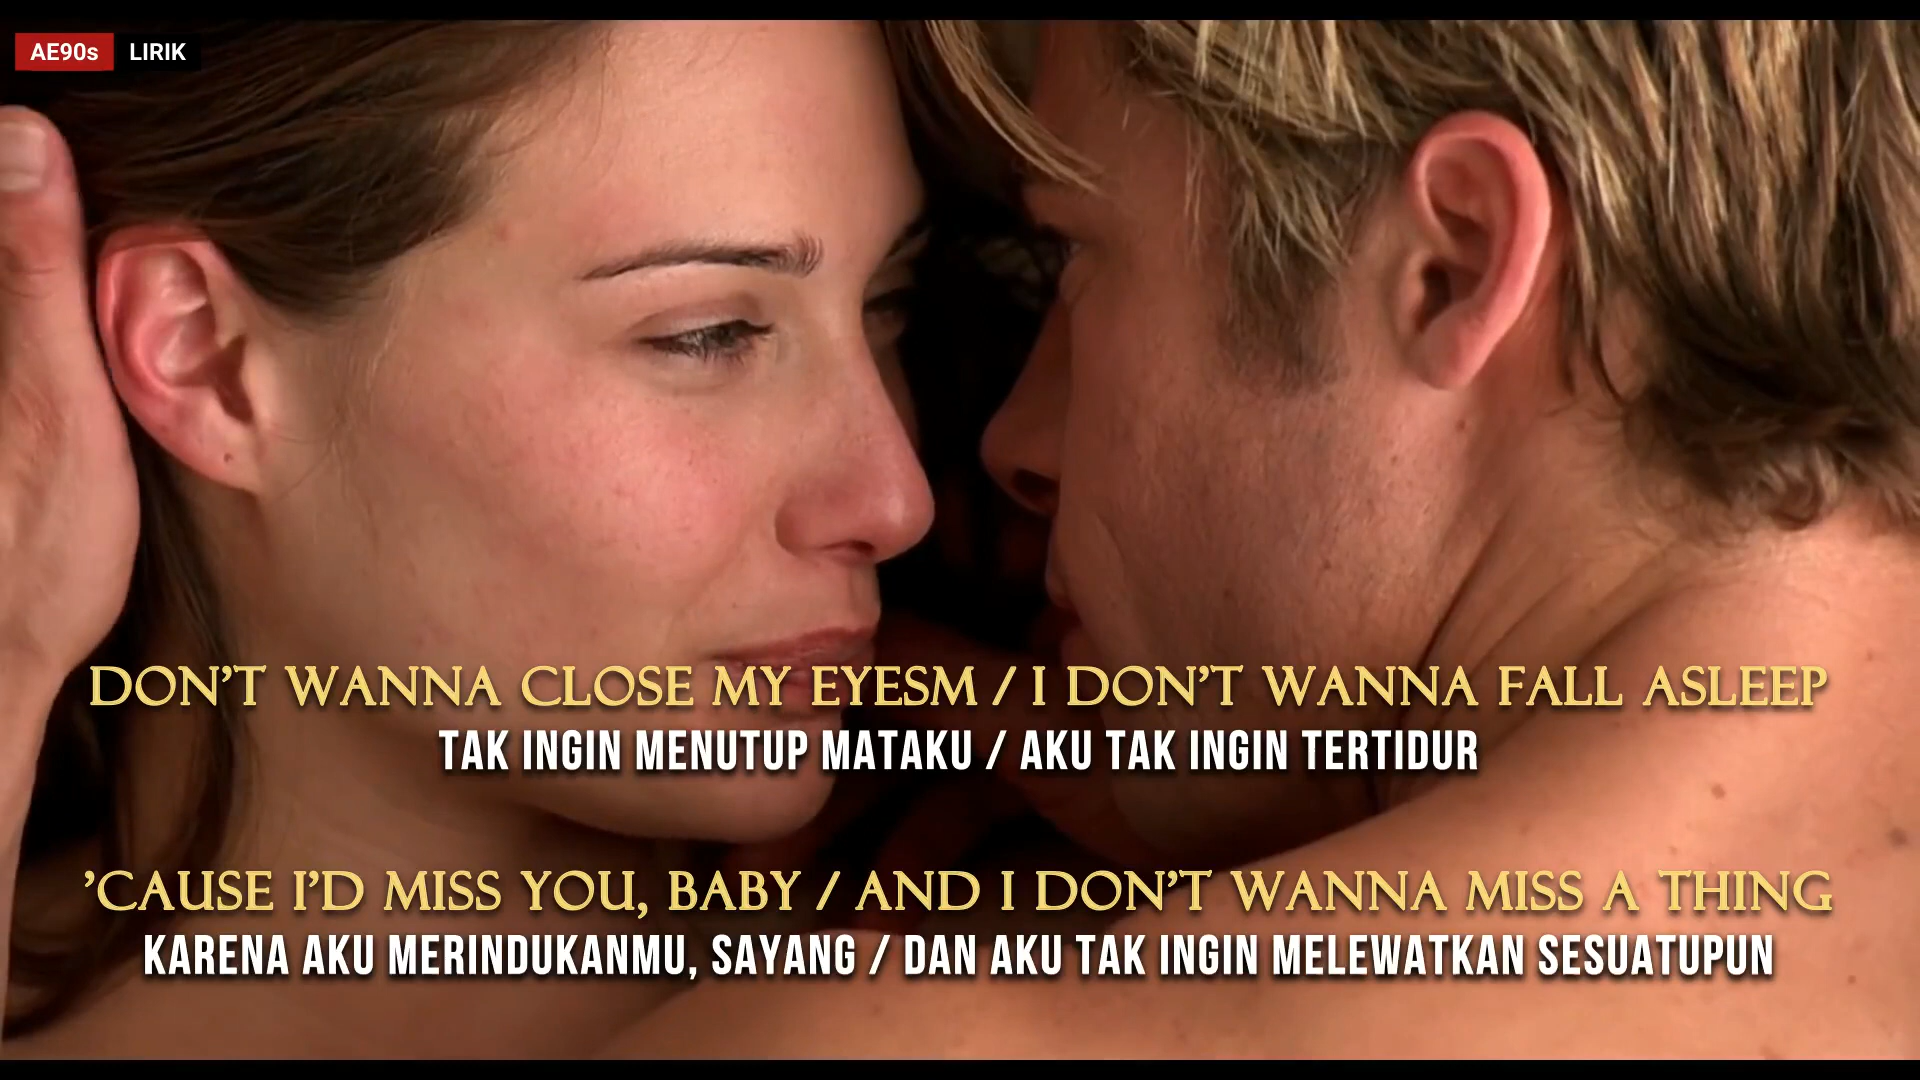 AE90s LIRIK
DON'T WANNA CLOSE MY EYESM / I DON'T WANNA FALL ASLEEP
TAK INGIN MENUTUP MATAKU / AKU TAK INGIN TERTIDUR
'CAUSE I'D MISS YOU, BABY / AND I DON'T WANNA MISS A THING
KARENA AKU MERINDUKANMU, SAYANG / DAN AKU TAK INGIN MELEWATKAN SESUATUPUN